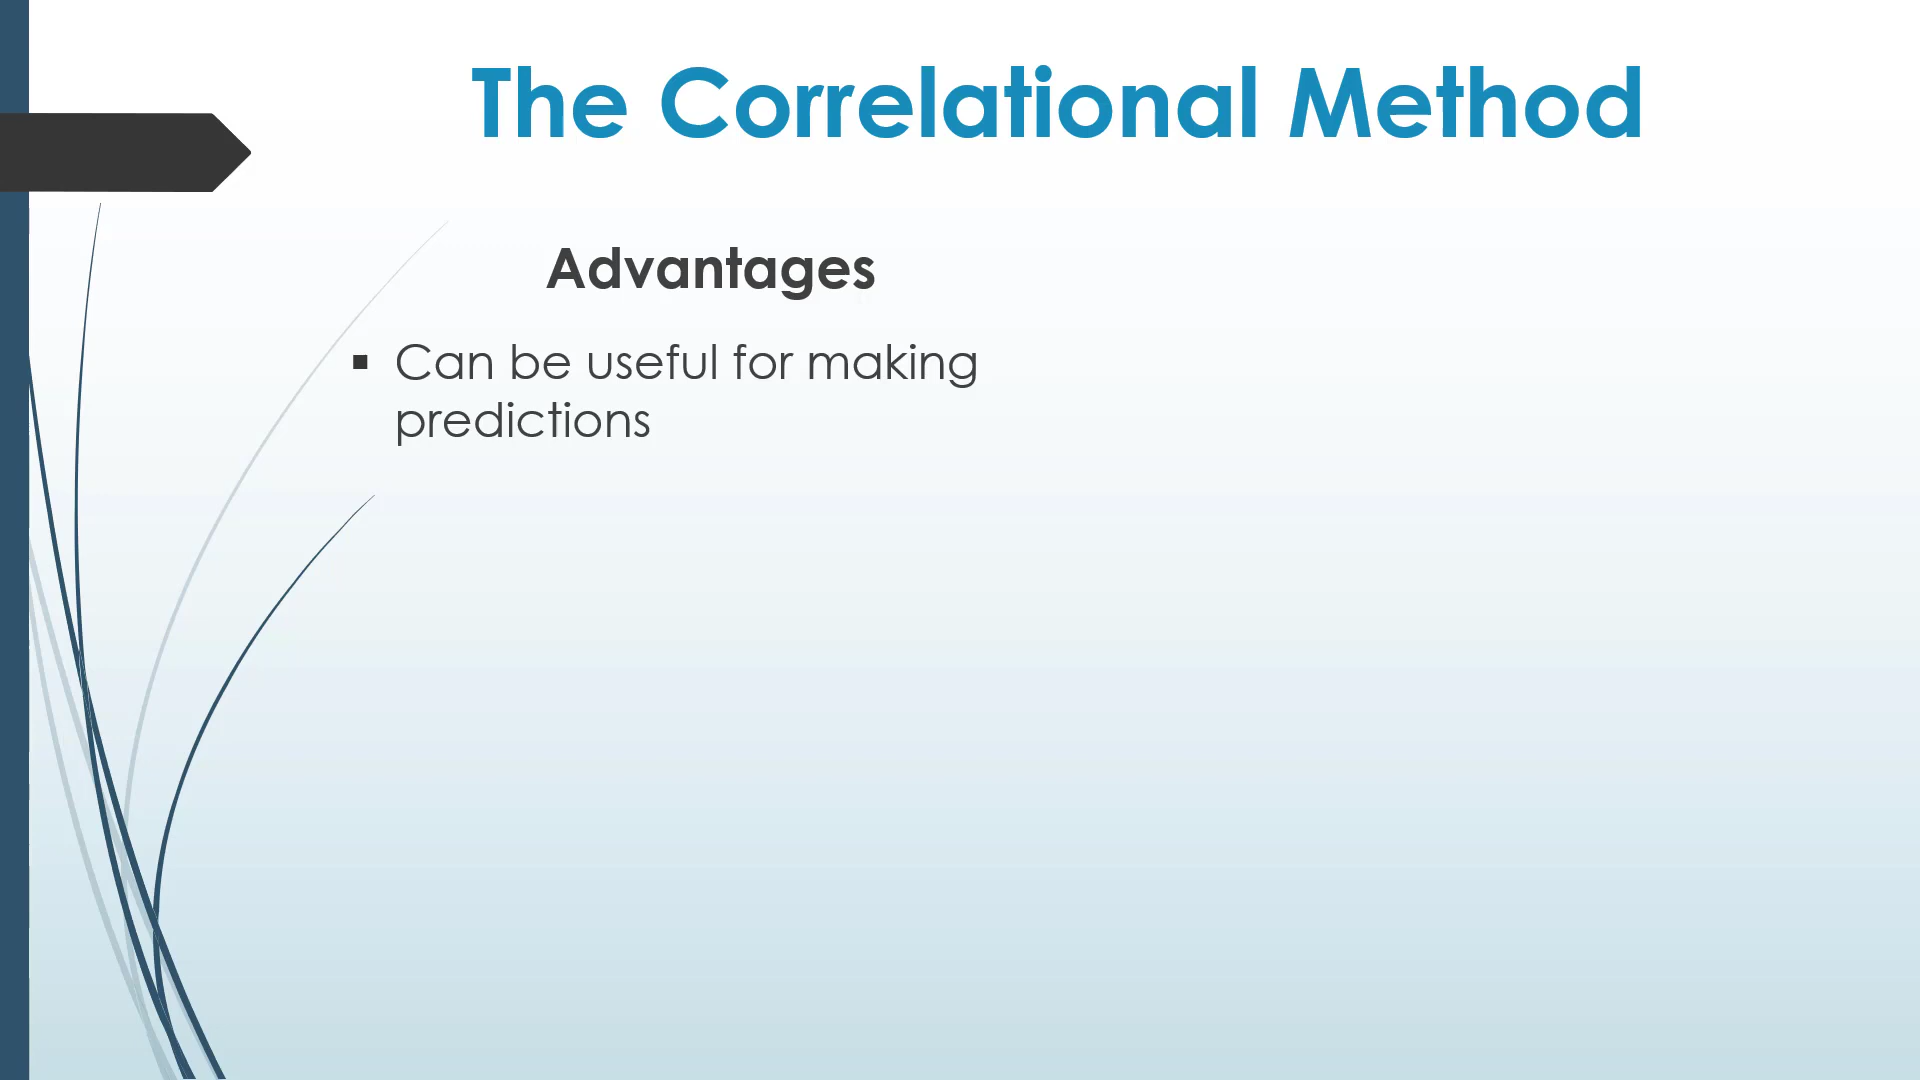 The Correlational Method
Advantages
▪ Can be useful for making
predictions